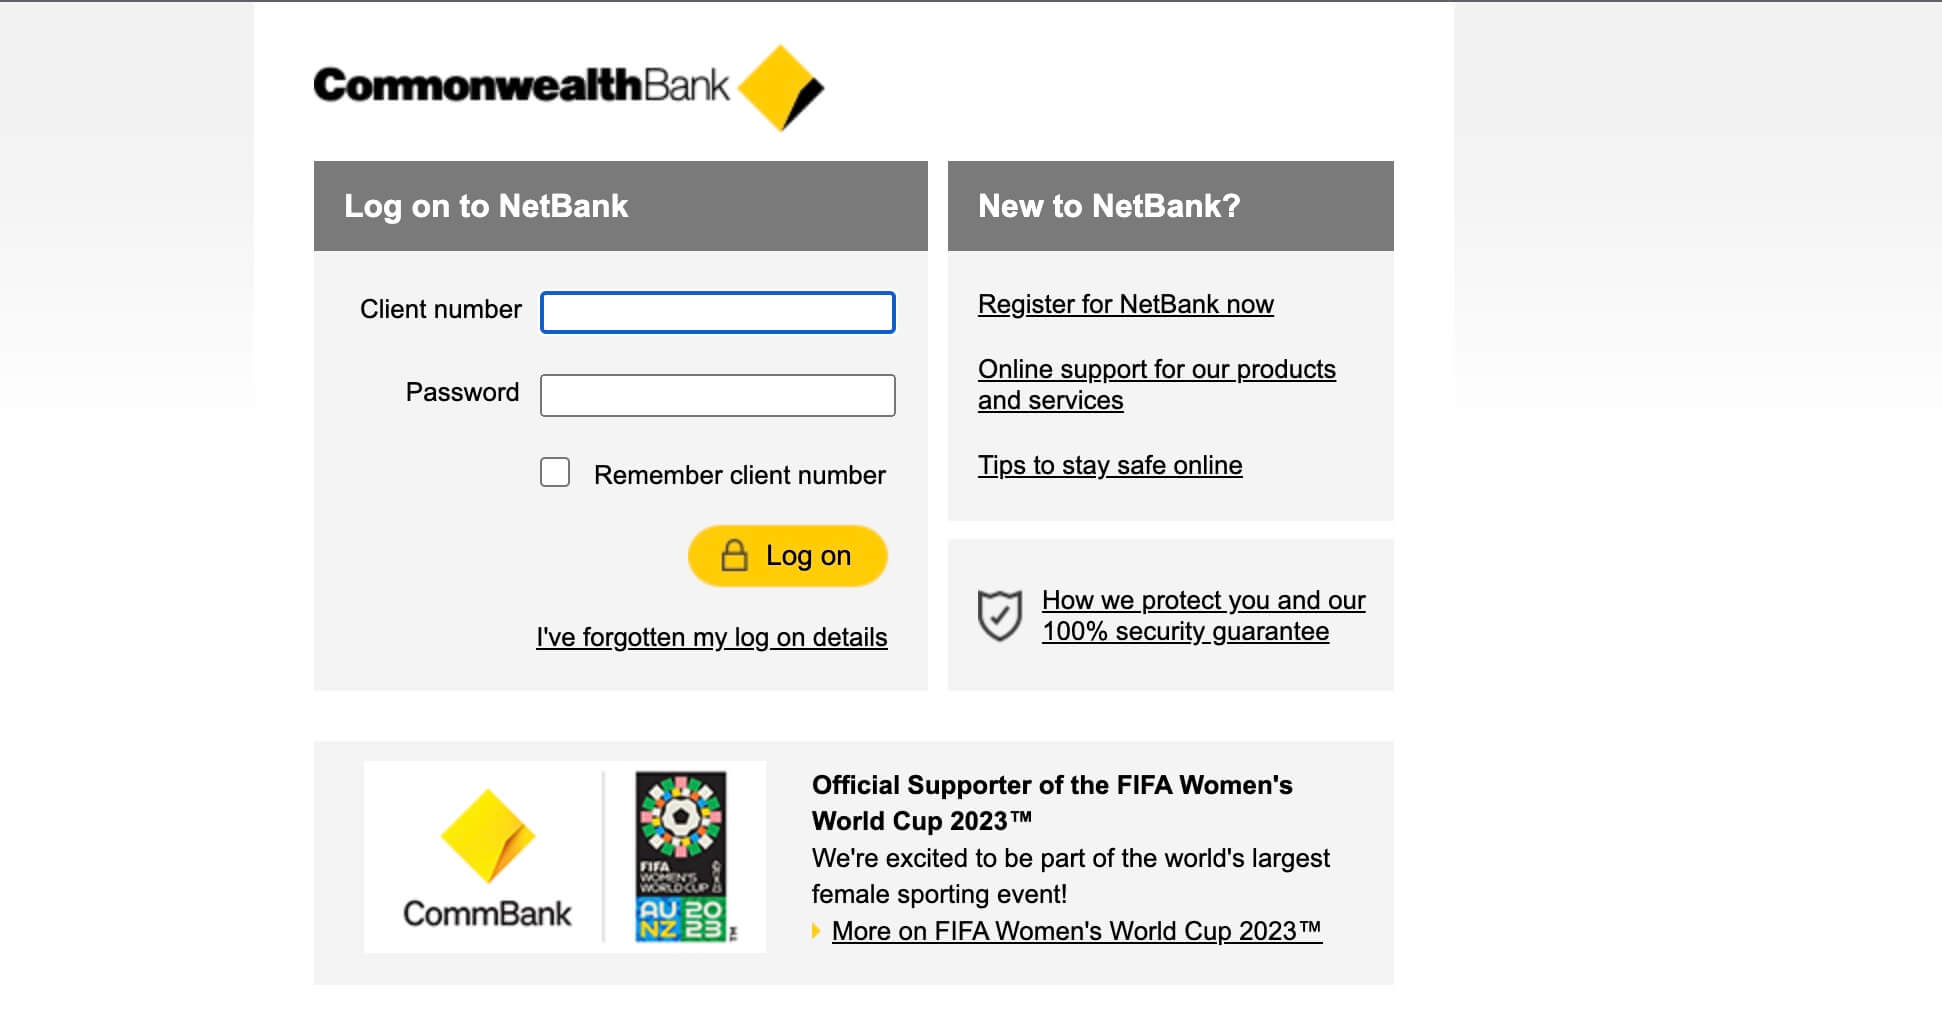 CommonwealthBank
Log on to NetBank
Client number
Password
Remember client number
Log on
I've forgotten my log on details
New to NetBank?
Register for NetBank now
Online support for our products
and services
Tips to stay safe online
How we protect you and our
100% security guarantee
CommBank
FIFA
WOMEN'S
WORLD CUP
AU 20
NZ 23
TM
Official Supporter of the FIFA Women's
World Cup 2023™
We're excited to be part of the world's largest
female sporting event!
More on FIFA Women's World Cup 2023™